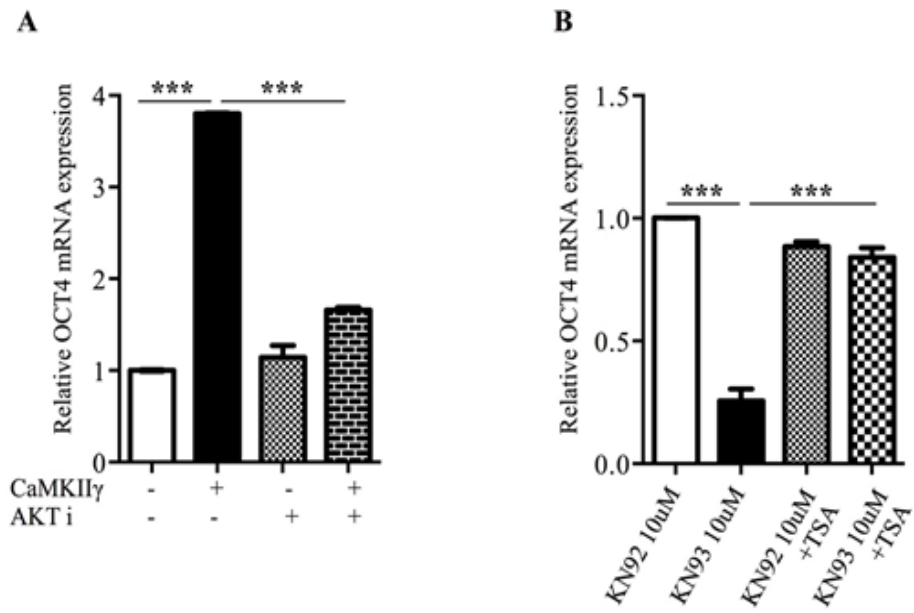 A
Relative OCT4 mRNA expression
4
3
2
1
0
*** ***
CaMKIIγ - + - +
AKT i - - + +
B
Relative OCT4 mRNA expression
1.5
1.0
0.5
0.0
*** ***
KN92 10uM
KN93 10uM
KN92 10uM
+TSA
KN93 10uM
+TSA